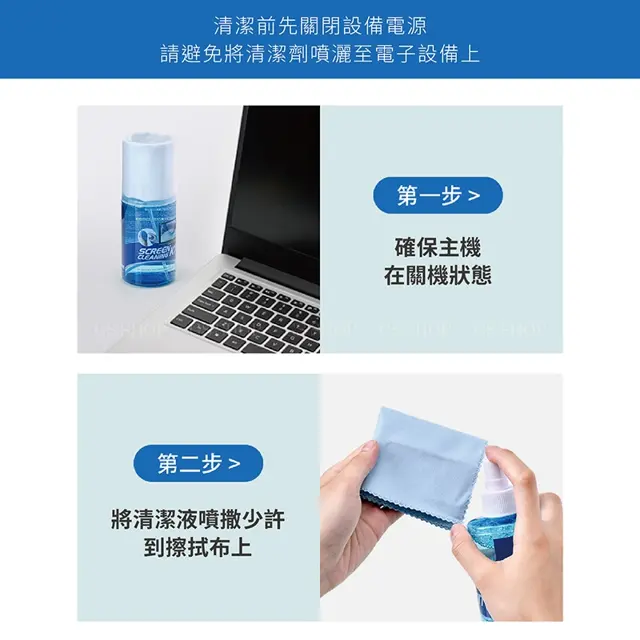 清潔前先關閉設備電源
請避免將清潔劑噴灑至電子設備上
SCREEN
CLEANING
第一步 >
確保主機
在關機狀態
第二步 >
將清潔液噴撒少許
到擦拭布上